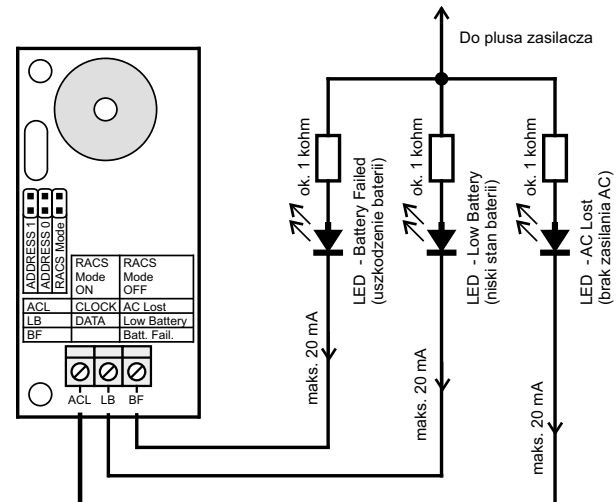 Do plusa zasilacza
ok. 1 kohm
ok. 1 kohm
ok. 1 kohm
LED - Battery Failed
(uszkodzenie baterii)
LED - Low Battery
(niski stan baterii)
LED - AC Lost
(brak zasilania AC)
maks. 20 mA
maks. 20 mA
maks. 20 mA
ADDRESS 1
ADDRESS 0
RACS Mode
RACS Mode ON
RACS Mode OFF
ACL CLOCK AC Lost
LB DATA Low Battery
BF Batt. Fail.
ACL LB BF